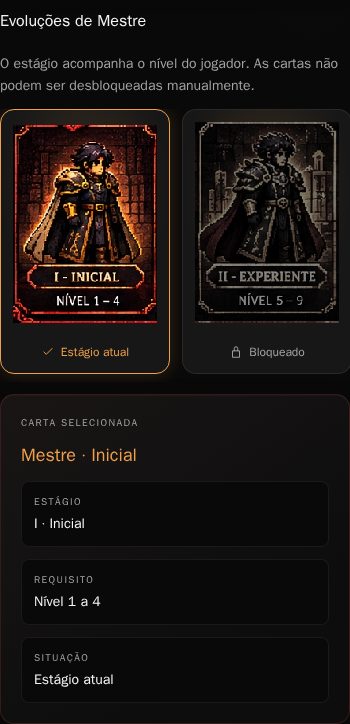 Evoluções de Mestre
O estágio acompanha o nível do jogador. As cartas não
podem ser desbloqueadas manualmente.
I - INICIAL
NÍVEL 1 – 4
Estágio atual
II - EXPERIENTE
NÍVEL 5 – 9
Bloqueado
CARTA SELECIONADA
Mestre · Inicial
ESTÁGIO
I · Inicial
REQUISITO
Nível 1 a 4
SITUAÇÃO
Estágio atual